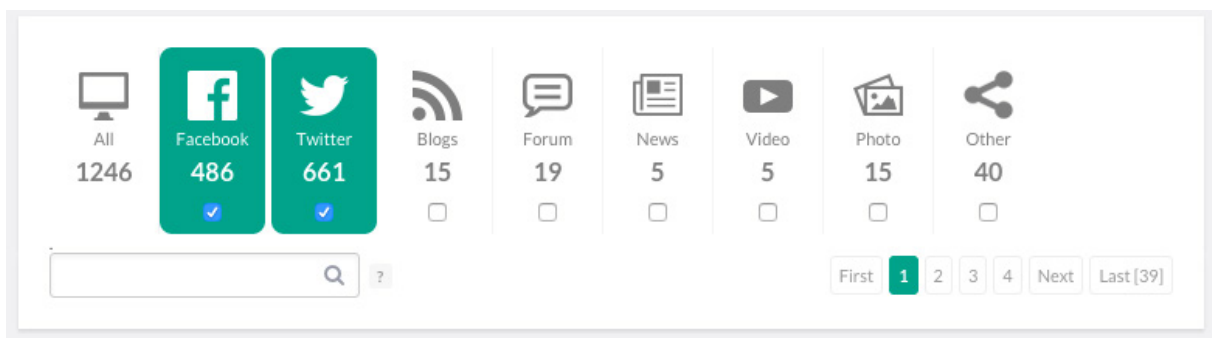 All Facebook Twitter Blogs Forum News Video Photo Other
1246 486 661 15 19 5 5 15 40
?
First 1 2 3 4 Next Last [39]